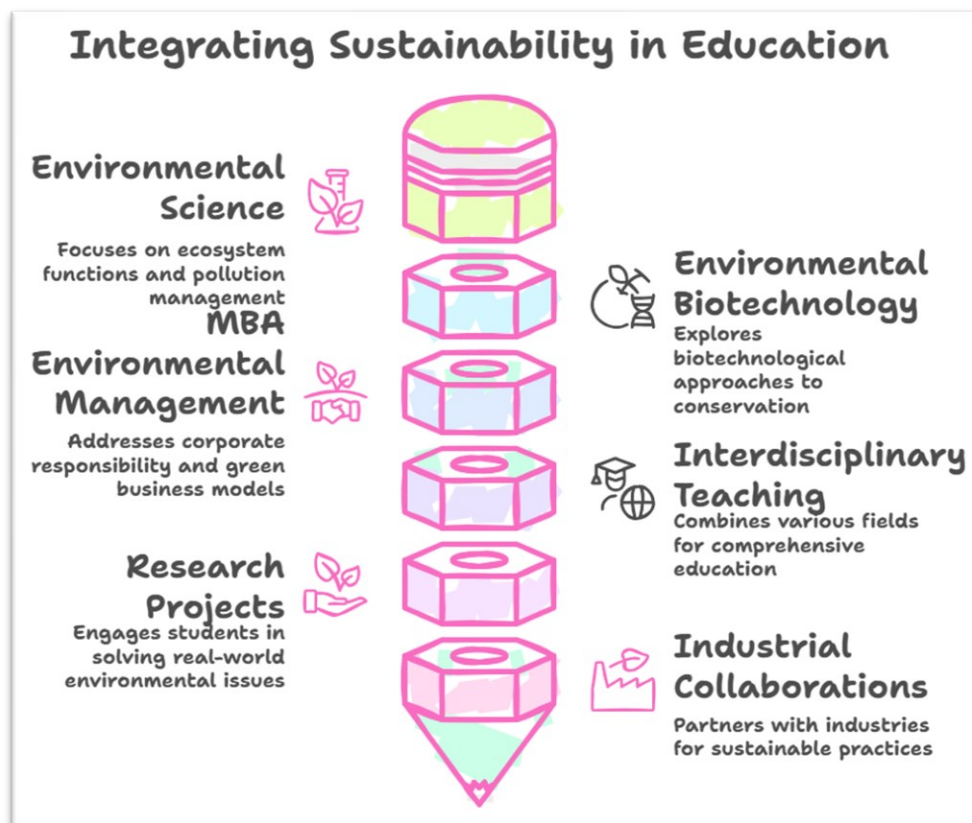 Integrating Sustainability in Education
Environmental
Science
Focuses on ecosystem
functions and pollution
management
Environmental
Biotechnology
Explores
biotechnological
approaches to
conservation
MBA
Environmental
Management
Addresses corporate
responsibility and green
business models
Interdisciplinary
Teaching
Combines various fields
for comprehensive
education
Research
Projects
Engages students in
solving real-world
environmental issues
Industrial
Collaborations
Partners with industries
for sustainable practices